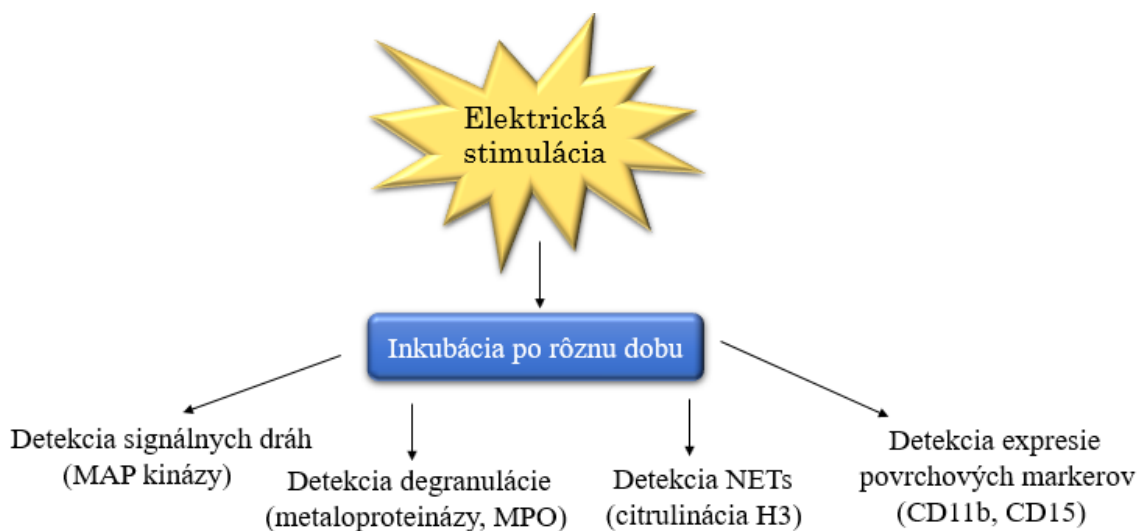 Elektrická
stimulácia
Inkubácia po rôznu dobu
Detekcia signálnych dráh
(MAP kinázy)
Detekcia degranulácie
(metaloproteinázy, MPO)
Detekcia NETs
(citrulinácia H3)
Detekcia expresie
povrchových markerov
(CD11b, CD15)